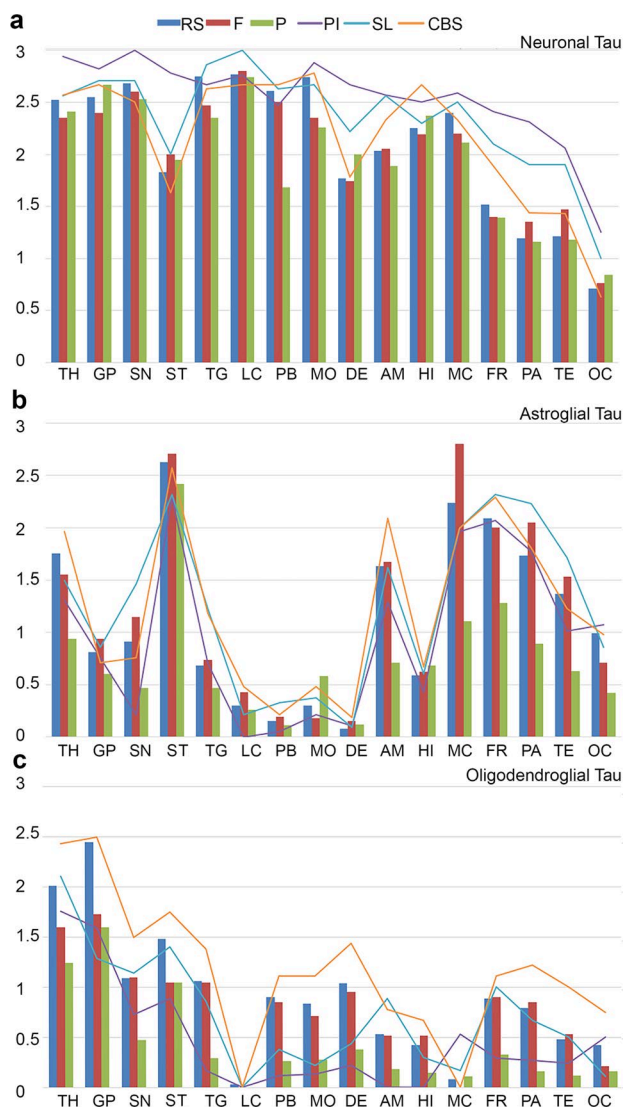 a
RS F P PI SL CBS
Neuronal Tau
3
2.5
2
1.5
1
0.5
0
TH GP SN ST TG LC PB MO DE AM HI MC FR PA TE OC
b
Astroglial Tau
3
2.5
2
1.5
1
0.5
0
TH GP SN ST TG LC PB MO DE AM HI MC FR PA TE OC
c
Oligodendroglial Tau
3
2.5
2
1.5
1
0.5
0
TH GP SN ST TG LC PB MO DE AM HI MC FR PA TE OC